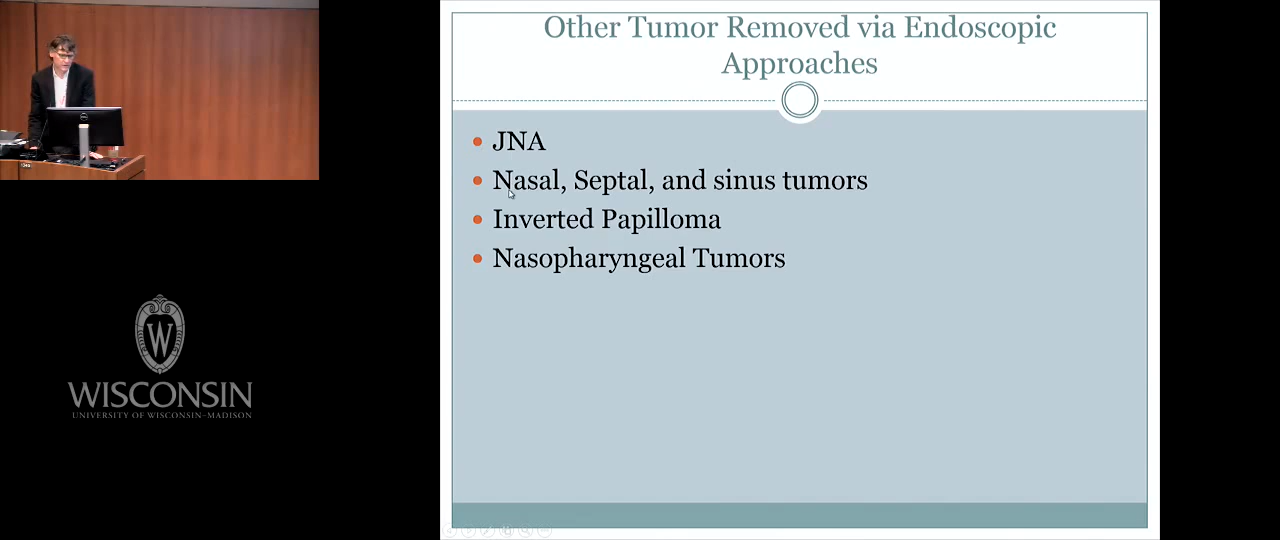 Other Tumor Removed via Endoscopic
Approaches
JNA
Nasal, Septal, and sinus tumors
Inverted Papilloma
Nasopharyngeal Tumors
W
WISCONSIN
UNIVERSITY OF WISCONSIN–MADISON